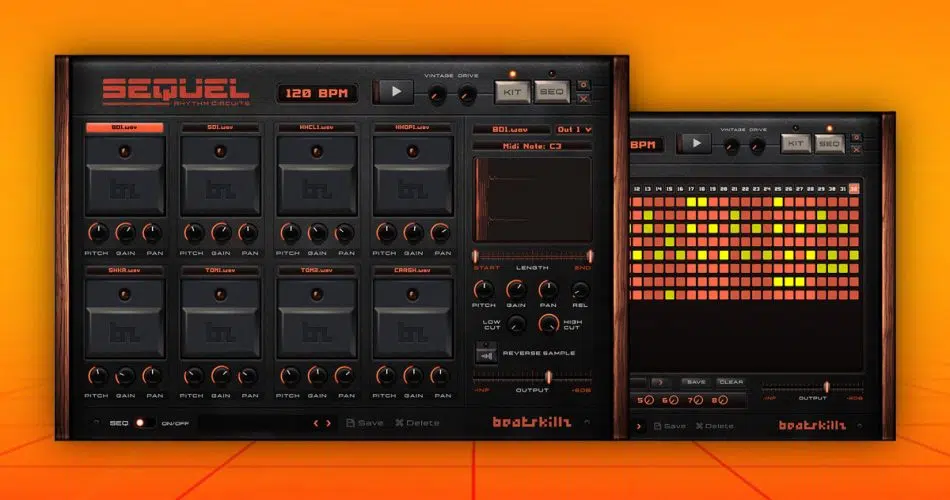 SEQUEL
RHYTHM CIRCUITS
120 BPM
VINTAGE DRIVE
KIT SEQ
BD1.wav SD1.wav HHCL1.wav HHOP1.wav
PITCH GAIN PAN PITCH GAIN PAN PITCH GAIN PAN PITCH GAIN PAN
SHKR.wav TOM1.wav TOM2.wav CRASH.wav
PITCH GAIN PAN PITCH GAIN PAN PITCH GAIN PAN PITCH GAIN PAN
BD1.wav Out 1
Midi Note: C3
START LENGTH END
PITCH GAIN PAN REL
LOW CUT HIGH CUT
REVERSE SAMPLE
-INF OUTPUT -6DB
SEQ ON/OFF
Save Delete
beatskillz
BPM
VINTAGE DRIVE
KIT SEQ
12 13 14 15 16 17 18 19 20 21 22 23 24 25 26 27 28 29 30 31 32
SAVE CLEAR
5 6 7 8
-INF OUTPUT -6DB
Save Delete
beatskillz